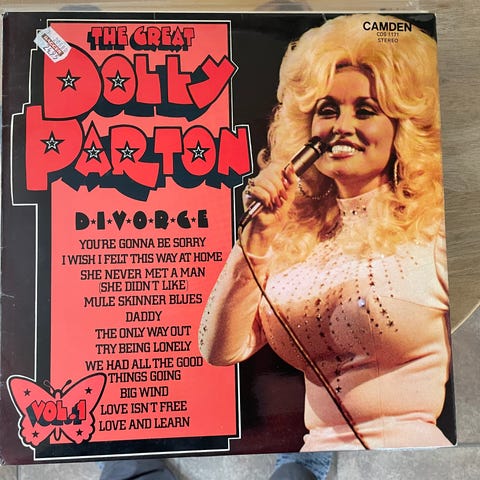 THE GREAT
DOLLY
PARTON
CAMDEN
CDS 1171
STEREO
D•I•V•O•R•C•E
YOU'RE GONNA BE SORRY
I WISH I FELT THIS WAY AT HOME
SHE NEVER MET A MAN
(SHE DIDN'T LIKE)
MULE SKINNER BLUES
DADDY
THE ONLY WAY OUT
TRY BEING LONELY
WE HAD ALL THE GOOD
THINGS GOING
BIG WIND
LOVE ISN'T FREE
LOVE AND LEARN
VOL.1